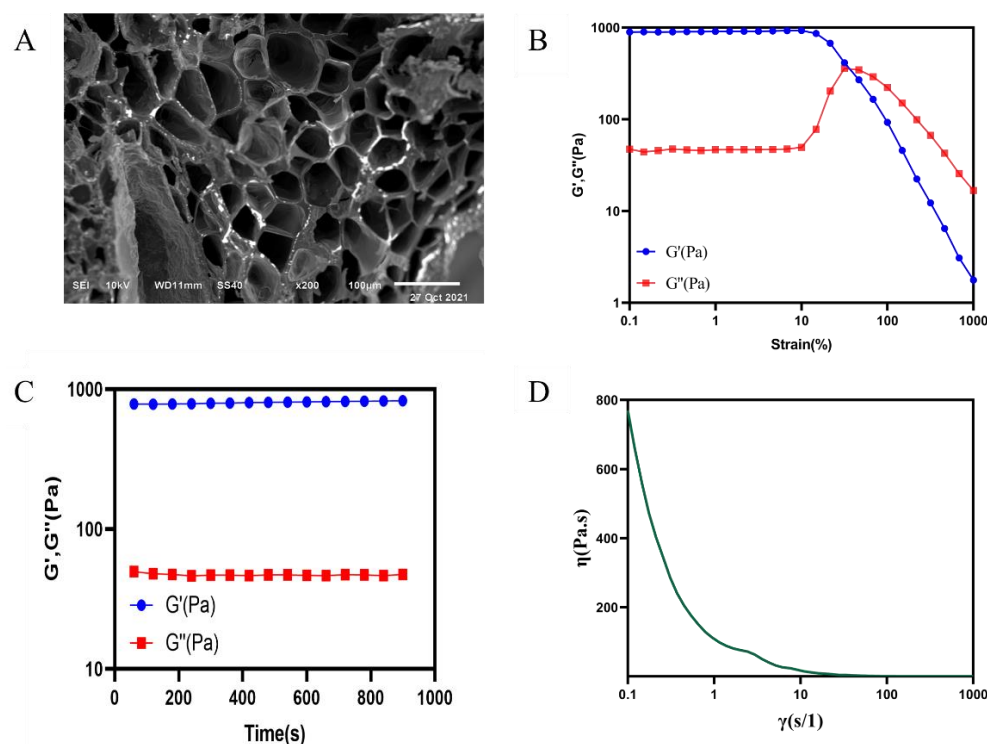 A
SEI 10kV WD11mm SS40 x200 100μm
27 Oct 2021
B
G',G''(Pa)
1000
100
10
1
G'(Pa)
G''(Pa)
0.1 1 10 100 1000
Strain(%)
C
G',G''(Pa)
1000
100
10
G'(Pa)
G''(Pa)
0 200 400 600 800 1000
Time(s)
D
η(Pa.s)
800
600
400
200
0.1 1 10 100 1000
γ(s/1)